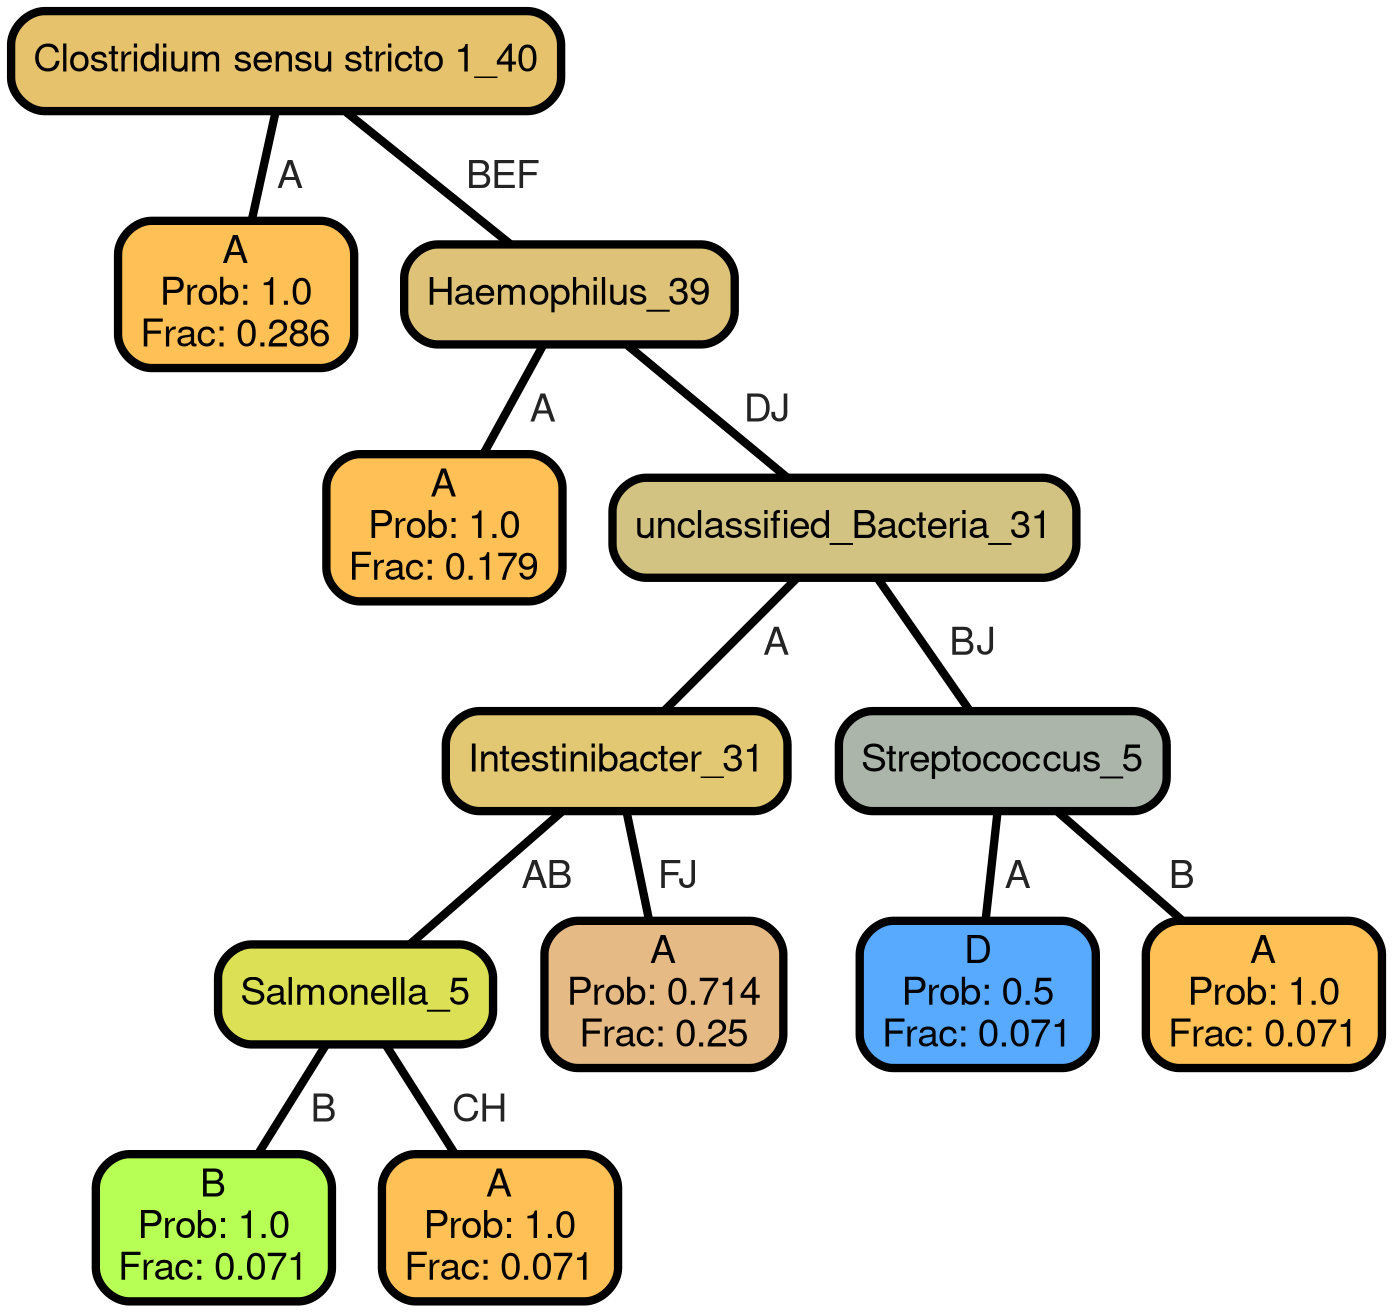 Clostridium sensu stricto 1_40
A
BEF
A
Prob: 1.0
Frac: 0.286
Haemophilus_39
A
DJ
A
Prob: 1.0
Frac: 0.179
unclassified_Bacteria_31
A
BJ
Intestinibacter_31
Streptococcus_5
AB
FJ
A
B
Salmonella_5
A
Prob: 0.714
Frac: 0.25
D
Prob: 0.5
Frac: 0.071
A
Prob: 1.0
Frac: 0.071
B
CH
B
Prob: 1.0
Frac: 0.071
A
Prob: 1.0
Frac: 0.071